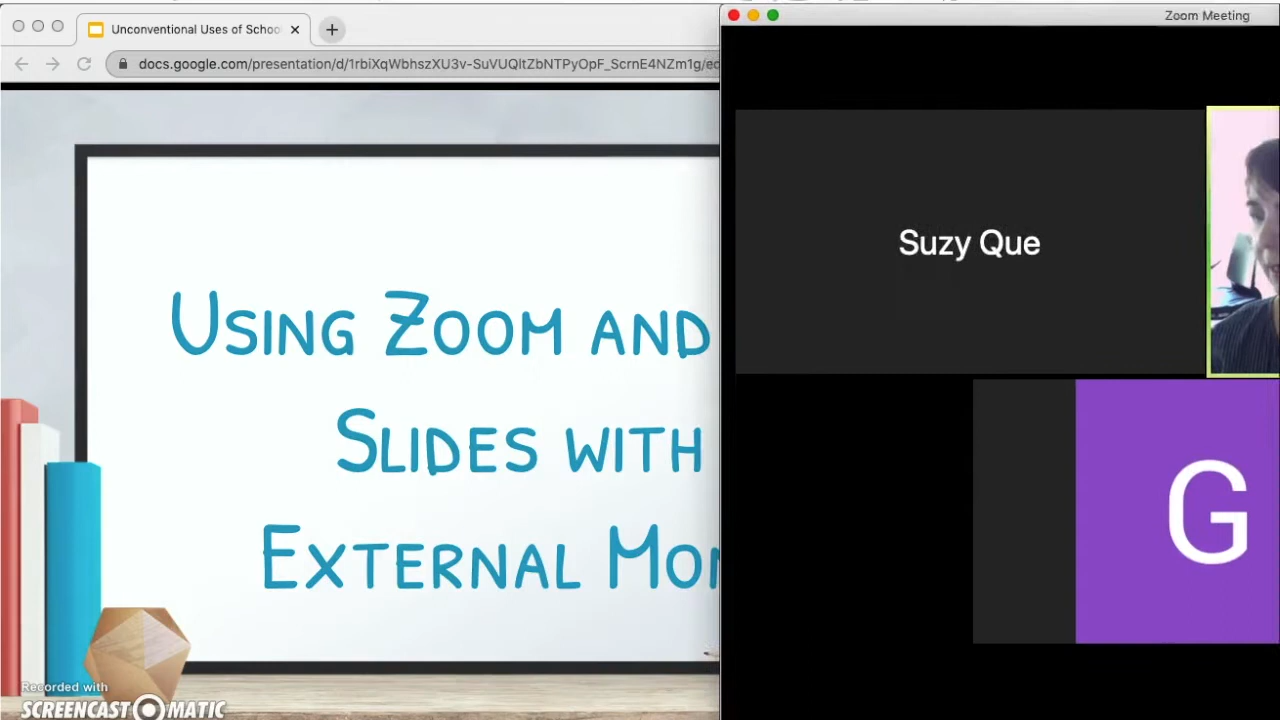 Unconventional Uses of Schoo
docs.google.com/presentation/d/1rbiXqWbhszXU3v-SuVUQltZbNTPyOpF_ScrnE4NZm1g/ed
Using Zoom and
Slides with
External Mon
Recorded with
SCREENCAST-O-MATIC
Zoom Meeting
Suzy Que
G